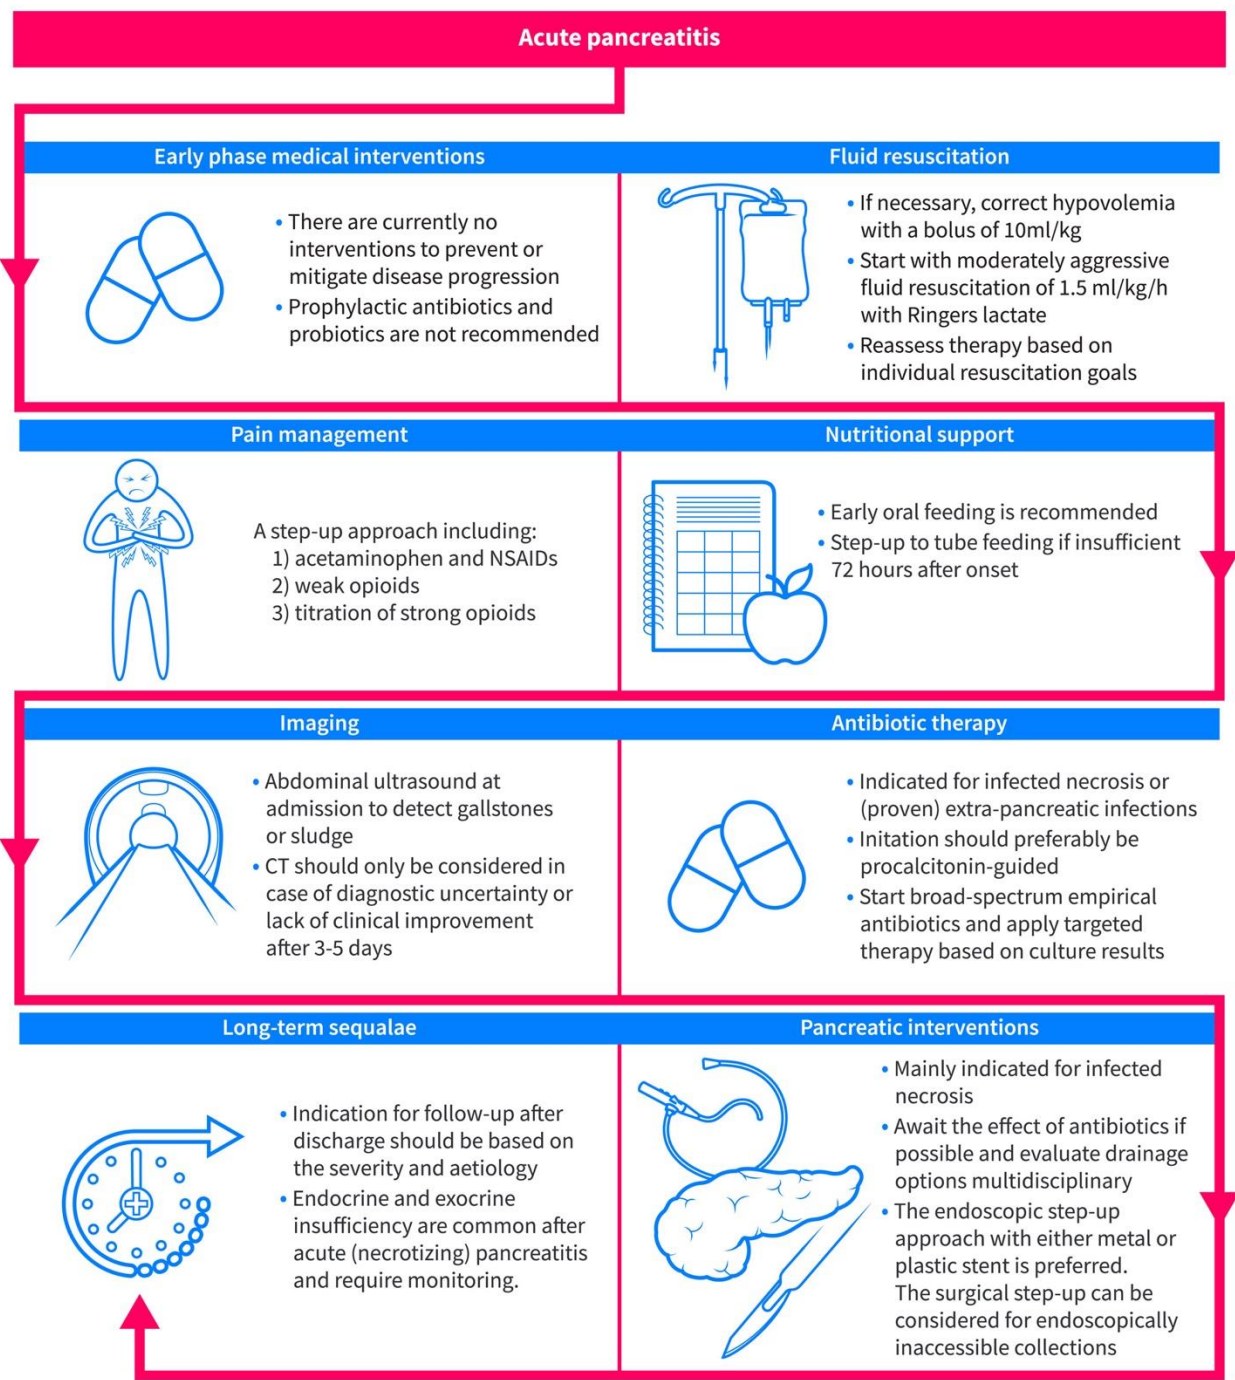 Acute pancreatitis
Early phase medical interventions
• There are currently no
interventions to prevent or
mitigate disease progression
• Prophylactic antibiotics and
probiotics are not recommended
Fluid resuscitation
• If necessary, correct hypovolemia
with a bolus of 10ml/kg
• Start with moderately aggressive
fluid resuscitation of 1.5 ml/kg/h
with Ringers lactate
• Reassess therapy based on
individual resuscitation goals
Pain management
A step-up approach including:
1) acetaminophen and NSAIDs
2) weak opioids
3) titration of strong opioids
Nutritional support
• Early oral feeding is recommended
• Step-up to tube feeding if insufficient
72 hours after onset
Imaging
• Abdominal ultrasound at
admission to detect gallstones
or sludge
• CT should only be considered in
case of diagnostic uncertainty or
lack of clinical improvement
after 3-5 days
Antibiotic therapy
• Indicated for infected necrosis or
(proven) extra-pancreatic infections
• Initation should preferably be
procalcitonin-guided
• Start broad-spectrum empirical
antibiotics and apply targeted
therapy based on culture results
Long-term sequalae
• Indication for follow-up after
discharge should be based on
the severity and aetiology
• Endocrine and exocrine
insufficiency are common after
acute (necrotizing) pancreatitis
and require monitoring.
Pancreatic interventions
• Mainly indicated for infected
necrosis
• Await the effect of antibiotics if
possible and evaluate drainage
options multidisciplinary
• The endoscopic step-up
approach with either metal or
plastic stent is preferred.
The surgical step-up can be
considered for endoscopically
inaccessible collections